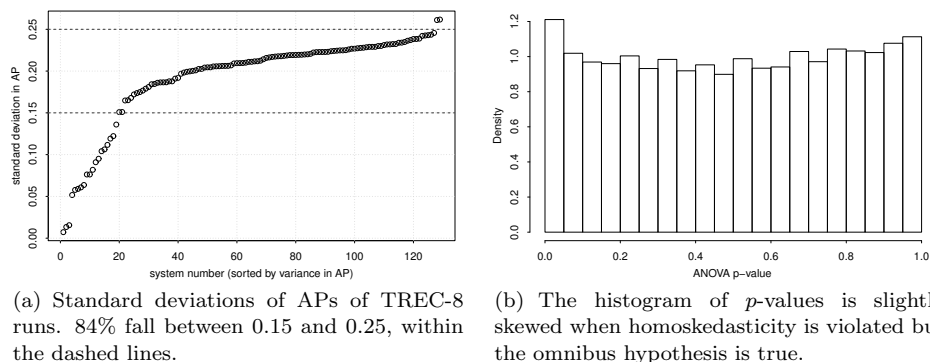 standard deviation in AP
0.25
0.20
0.15
0.10
0.05
0.00
0 20 40 60 80 100 120
system number (sorted by variance in AP)
(a) Standard deviations of APs of TREC-8
runs. 84% fall between 0.15 and 0.25, within
the dashed lines.
Density
1.2
1.0
0.8
0.6
0.4
0.2
0.0
0.0 0.2 0.4 0.6 0.8 1.0
ANOVA p−value
(b) The histogram of p-values is slightl
skewed when homoskedasticity is violated bu
the omnibus hypothesis is true.